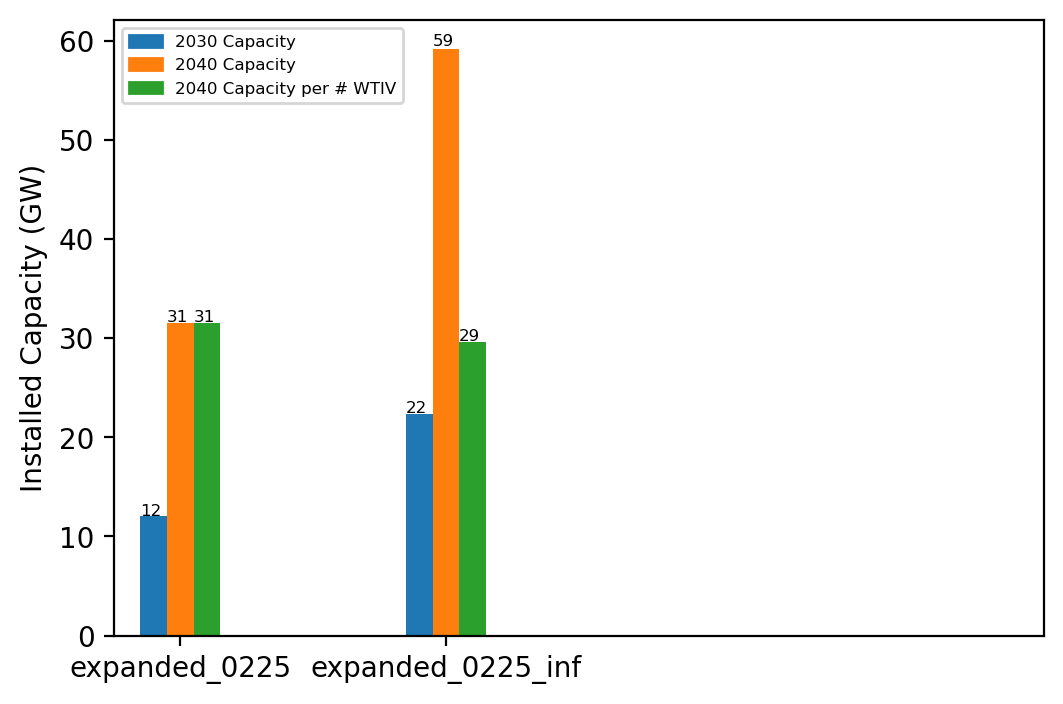 2030 Capacity
2040 Capacity
2040 Capacity per # WTIV
Installed Capacity (GW)
60
50
40
30
20
10
0
12
31
31
22
59
29
expanded_0225
expanded_0225_inf